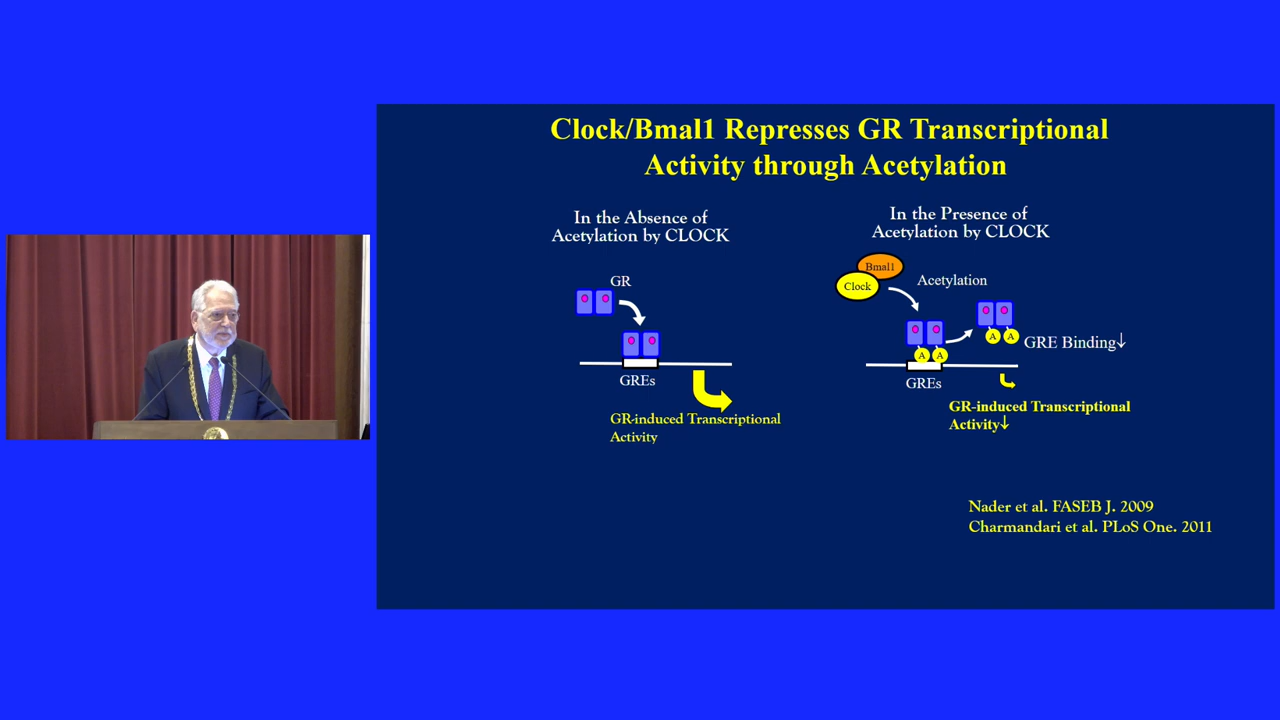 Clock/Bmal1 Represses GR Transcriptional
Activity through Acetylation
In the Absence of
Acetylation by CLOCK
GR
GREs
GR-induced Transcriptional
Activity
In the Presence of
Acetylation by CLOCK
Bmal1
Clock
Acetylation
A A
A A
GRE Binding↓
GREs
GR-induced Transcriptional
Activity↓
Nader et al. FASEB J. 2009
Charmandari et al. PLoS One. 2011